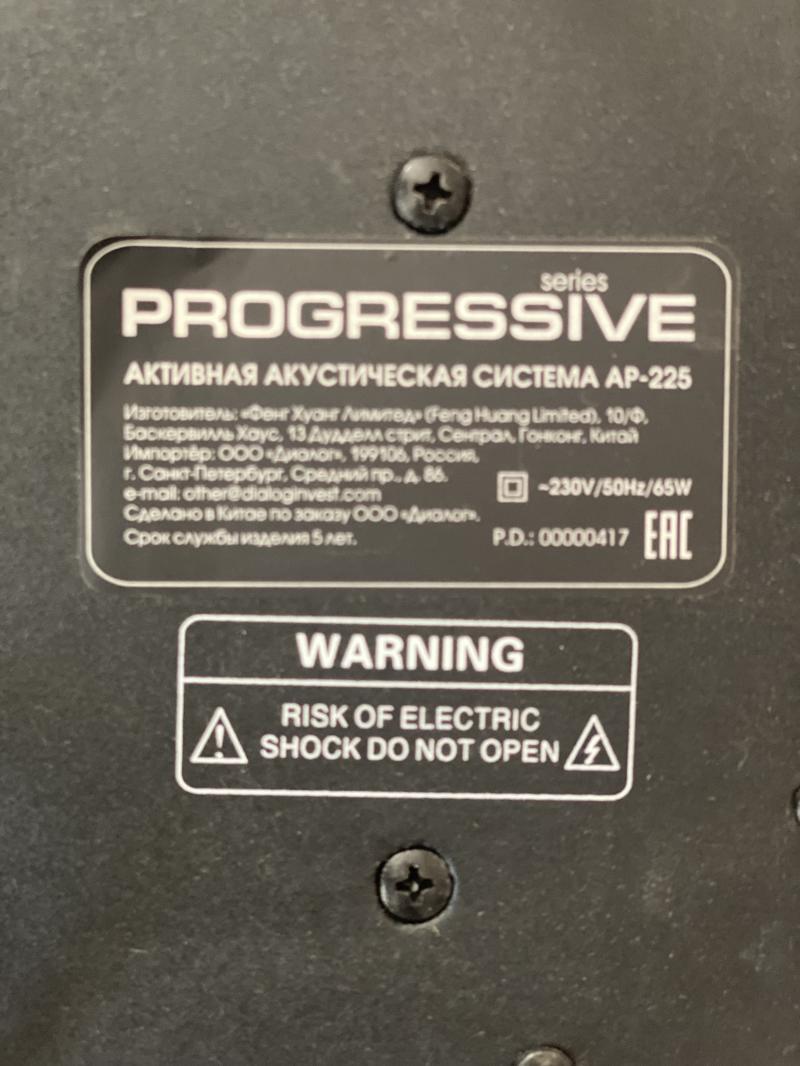 series
PROGRESSIVE
АКТИВНАЯ АКУСТИЧЕСКАЯ СИСТЕМА AP-225
Изготовитель: «Фенг Хуанг Лимитед» (Feng Huang Limited), 10/Ф,
Баскервилль Хаус, 13 Дудделл стрит, Сентрал, Гонконг, Китай
Импортёр: ООО «Диалог», 199106, Россия,
г. Санкт-Петербург, Средний пр., д. 86.
e-mail: other@dialoginvest.com
~230V/50Hz/65W
Сделано в Китае по заказу ООО «Диалог».
Срок службы изделия 5 лет.
P.D.: 00000417
EAC
WARNING
RISK OF ELECTRIC
SHOCK DO NOT OPEN